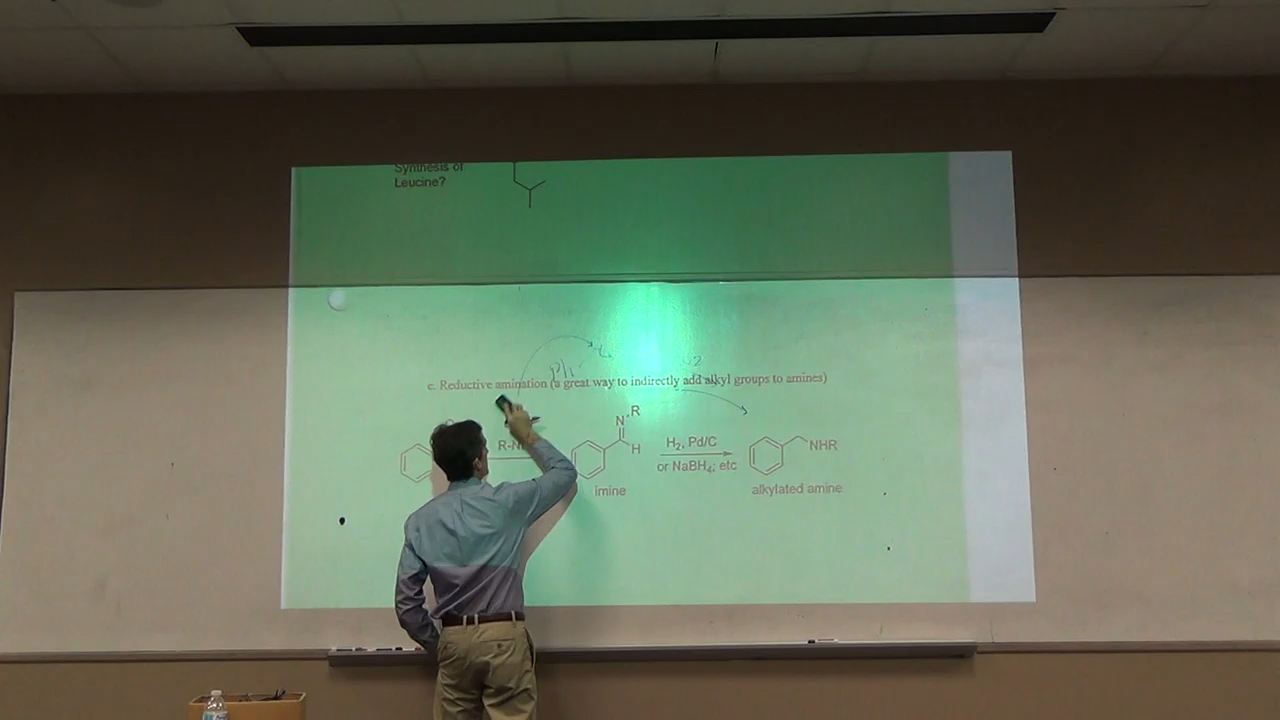 Synthesis of
Leucine?
Ph
c. Reductive amination (a great way to indirectly add alkyl groups to amines)
R
N
H
H₂, Pd/C
or NaBH₄; etc
NHR
imine
alkylated amine